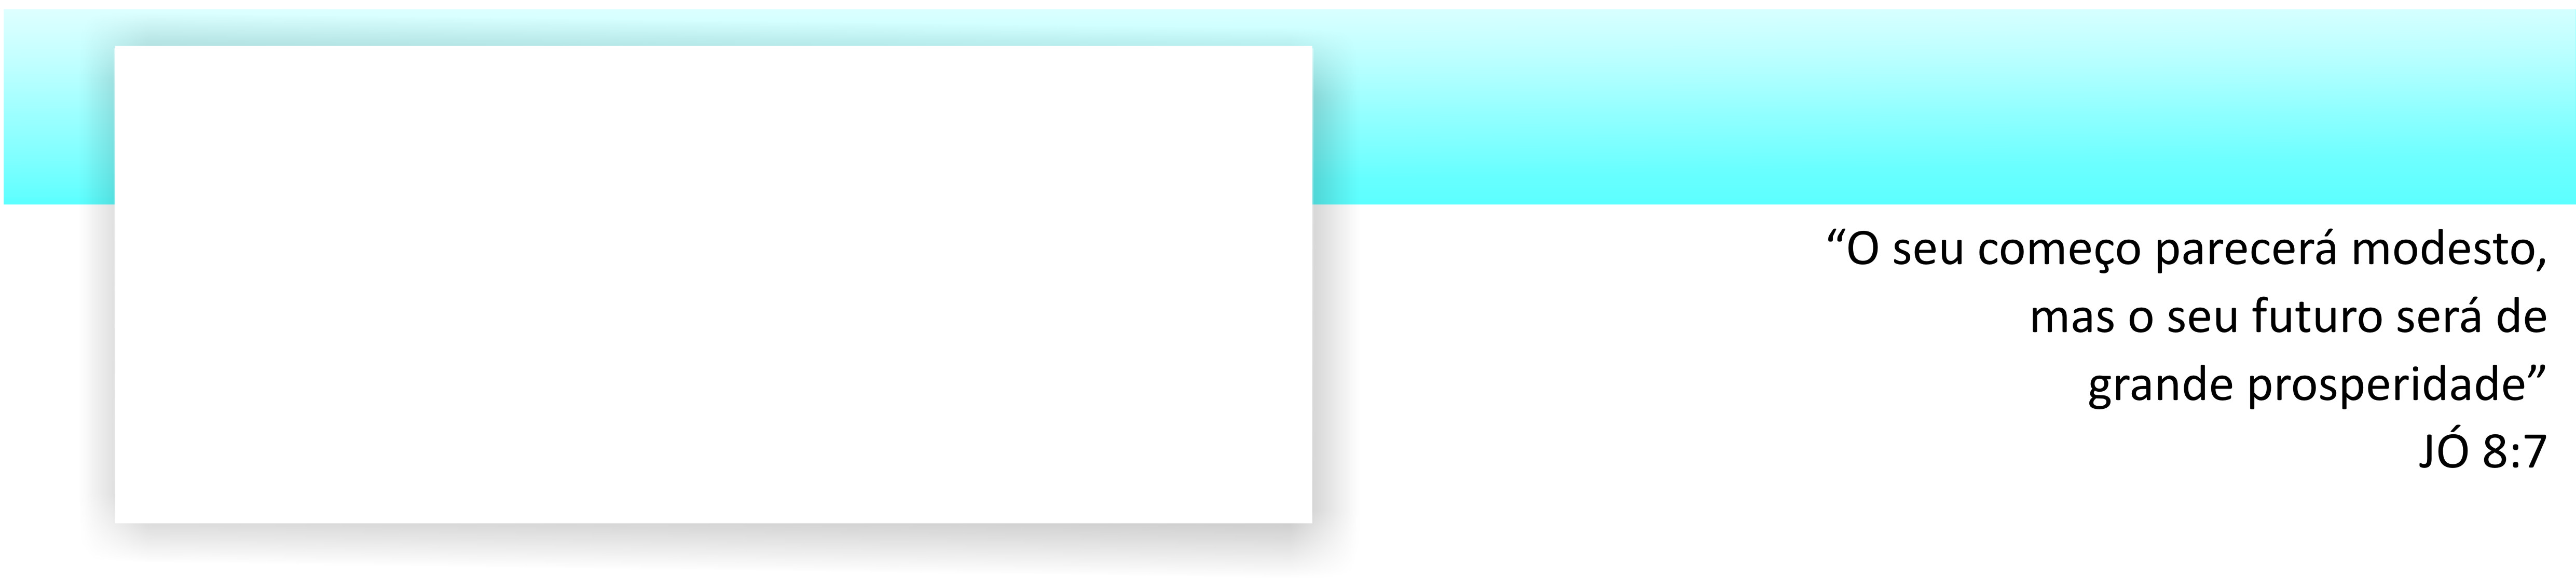 “O seu começo parecerá modesto,
mas o seu futuro será de
grande prosperidade”
JÓ 8:7